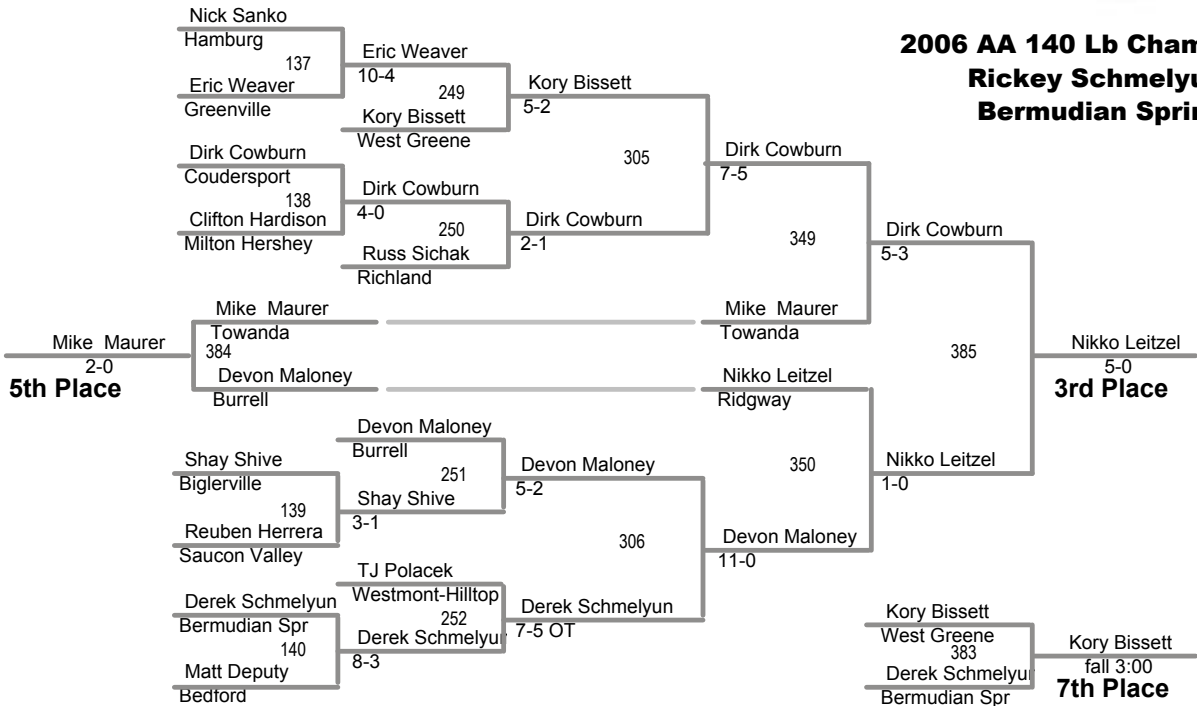 2006 AA 140 Lb Cham
Rickey Schmelyu
Bermudian Sprin
Nick Sanko
Hamburg
137
Eric Weaver
Greenville
Eric Weaver
10-4
249
Kory Bissett
West Greene
Kory Bissett
5-2
Dirk Cowburn
Coudersport
138
Clifton Hardison
Milton Hershey
Dirk Cowburn
4-0
250
Russ Sichak
Richland
Dirk Cowburn
2-1
305
Dirk Cowburn
7-5
349
Mike Maurer
Towanda
Dirk Cowburn
5-3
Mike Maurer
Towanda
384
Devon Maloney
Burrell
Mike Maurer
2-0
5th Place
Nikko Leitzel
Ridgway
385
Nikko Leitzel
5-0
3rd Place
Devon Maloney
Burrell
251
Shay Shive
Biglerville
139
Reuben Herrera
Saucon Valley
Shay Shive
3-1
Devon Maloney
5-2
350
Nikko Leitzel
1-0
306
Devon Maloney
11-0
TJ Polacek
Westmont-Hilltop
252
Derek Schmelyun
Bermudian Spr
140
Matt Deputy
Bedford
Derek Schmelyun
8-3
Derek Schmelyun
7-5 OT
Kory Bissett
West Greene
383
Derek Schmelyun
Bermudian Spr
Kory Bissett
fall 3:00
7th Place